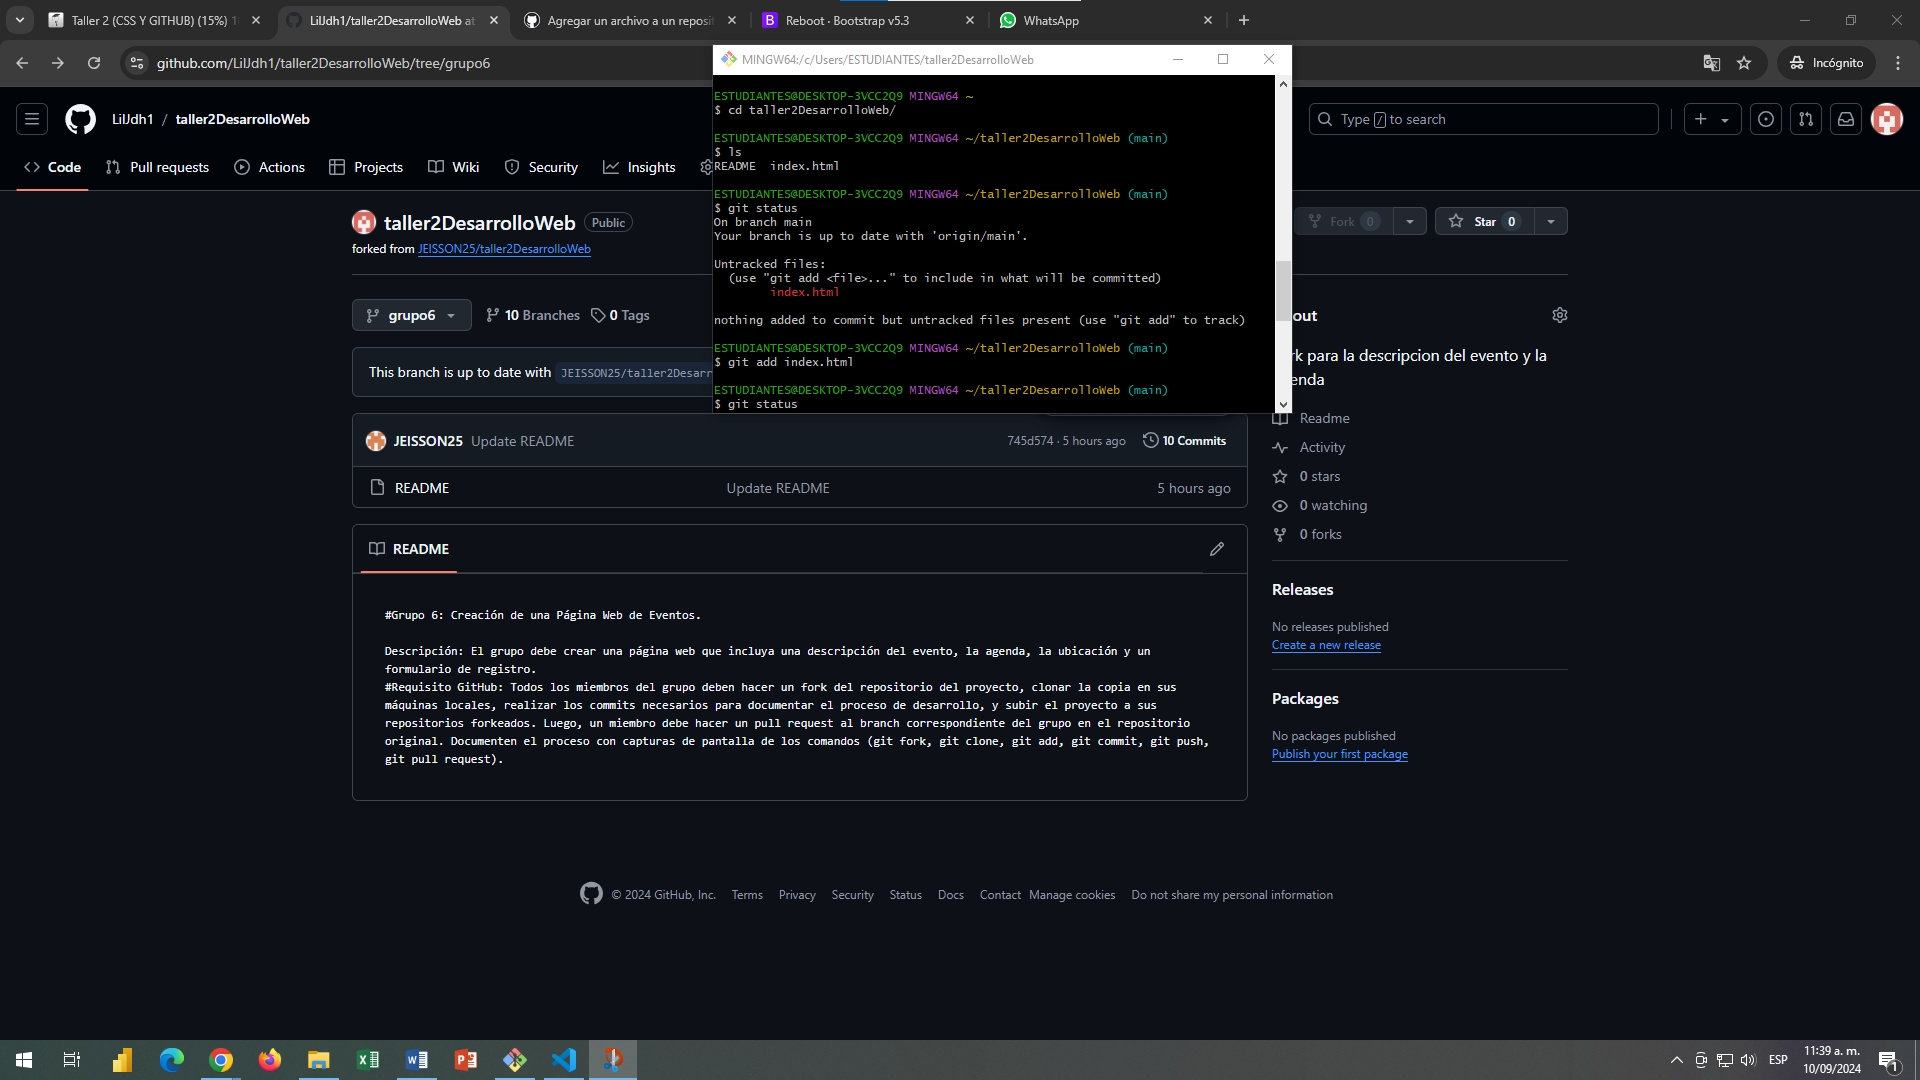 Taller 2 (CSS Y GITHUB) (15%) 1
LilJdh1/taller2DesarrolloWeb at
Agregar un archivo a un reposit
Reboot · Bootstrap v5.3
WhatsApp
github.com/LilJdh1/taller2DesarrolloWeb/tree/grupo6
Incógnito
MINGW64:/c/Users/ESTUDIANTES/taller2DesarrolloWeb
ESTUDIANTES@DESKTOP-3VCC2Q9 MINGW64 ~
$ cd taller2DesarrolloWeb/
ESTUDIANTES@DESKTOP-3VCC2Q9 MINGW64 ~/taller2DesarrolloWeb (main)
$ ls
README  index.html
ESTUDIANTES@DESKTOP-3VCC2Q9 MINGW64 ~/taller2DesarrolloWeb (main)
$ git status
On branch main
Your branch is up to date with 'origin/main'.
Untracked files:
(use "git add <file>..." to include in what will be committed)
index.html
nothing added to commit but untracked files present (use "git add" to track)
ESTUDIANTES@DESKTOP-3VCC2Q9 MINGW64 ~/taller2DesarrolloWeb (main)
$ git add index.html
ESTUDIANTES@DESKTOP-3VCC2Q9 MINGW64 ~/taller2DesarrolloWeb (main)
$ git status
LilJdh1 / taller2DesarrolloWeb
Type / to search
Code
Pull requests
Actions
Projects
Wiki
Security
Insights
taller2DesarrolloWeb Public
forked from JEISSON25/taller2DesarrolloWeb
Fork 0
Star 0
grupo6
10 Branches
0 Tags
This branch is up to date with JEISSON25/taller2Desarr
JEISSON25 Update README
745d574 · 5 hours ago
10 Commits
README
Update README
5 hours ago
README
#Grupo 6: Creación de una Página Web de Eventos.
Descripción: El grupo debe crear una página web que incluya una descripción del evento, la agenda, la ubicación y un
formulario de registro.
#Requisito GitHub: Todos los miembros del grupo deben hacer un fork del repositorio del proyecto, clonar la copia en sus
máquinas locales, realizar los commits necesarios para documentar el proceso de desarrollo, y subir el proyecto a sus
repositorios forkeados. Luego, un miembro debe hacer un pull request al branch correspondiente del grupo en el repositorio
original. Documenten el proceso con capturas de pantalla de los comandos (git fork, git clone, git add, git commit, git push,
git pull request).
out
rk para la descripcion del evento y la
enda
Readme
Activity
0 stars
0 watching
0 forks
Releases
No releases published
Create a new release
Packages
No packages published
Publish your first package
© 2024 GitHub, Inc.
Terms
Privacy
Security
Status
Docs
Contact
Manage cookies
Do not share my personal information
ESP
11:39 a. m.
10/09/2024
1